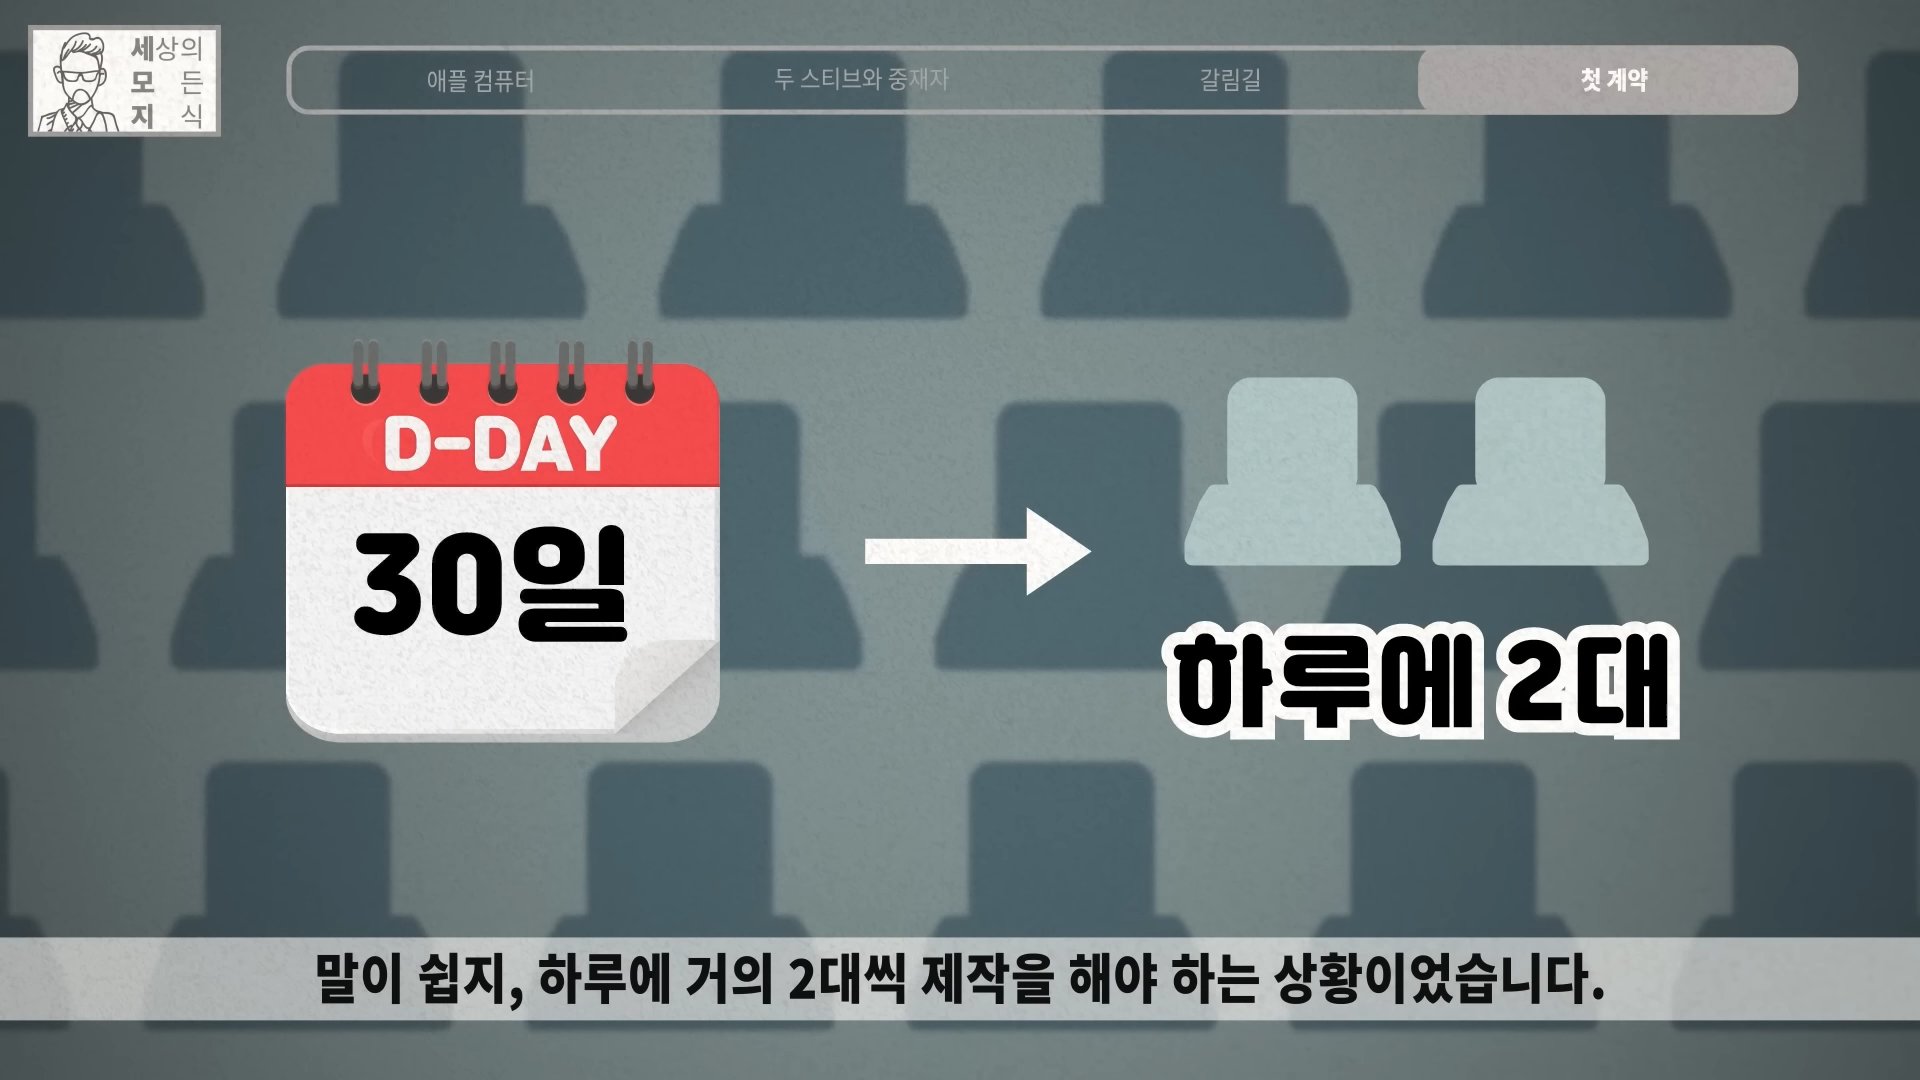 세상의
모든
지식
애플 컴퓨터
두 스티브와 중재자
갈림길
첫 계약
D-DAY
30일
하루에 2대
말이 쉽지, 하루에 거의 2대씩 제작을 해야 하는 상황이었습니다.